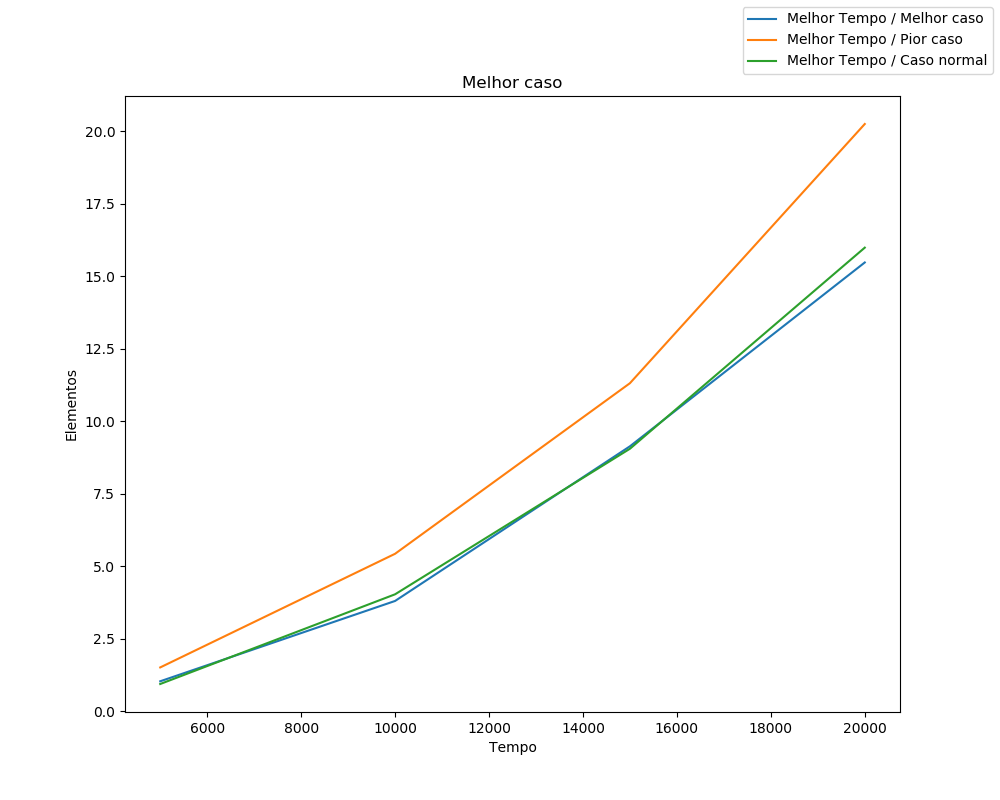 Melhor Tempo / Melhor caso
Melhor Tempo / Pior caso
Melhor Tempo / Caso normal
Melhor caso
20.0
17.5
15.0
12.5
10.0
7.5
5.0
2.5
0.0
Elementos
6000 8000 10000 12000 14000 16000 18000 20000
Tempo